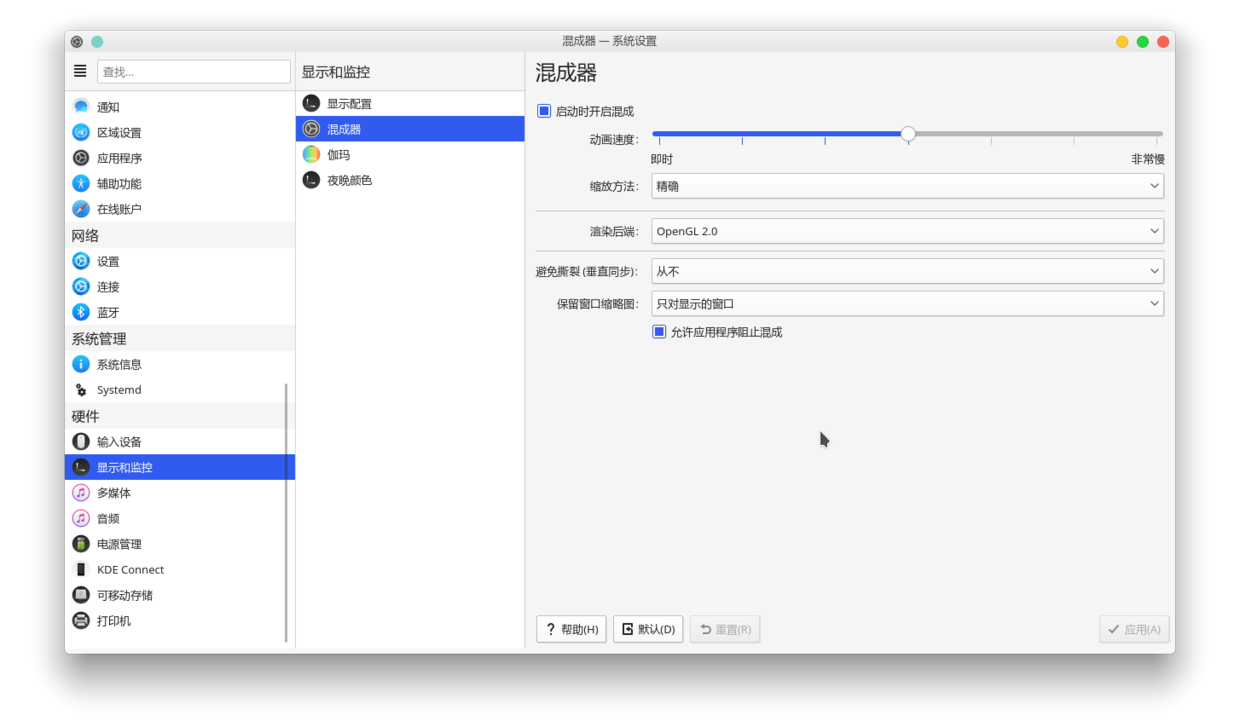 混成器 — 系统设置
查找...
通知
区域设置
应用程序
辅助功能
在线账户
网络
设置
连接
蓝牙
系统管理
系统信息
Systemd
硬件
输入设备
显示和监控
多媒体
音频
电源管理
KDE Connect
可移动存储
打印机
显示和监控
显示配置
混成器
伽玛
夜晚颜色
混成器
启动时开启混成
动画速度:
即时 非常慢
缩放方法: 精确
渲染后端: OpenGL 2.0
避免撕裂 (垂直同步): 从不
保留窗口缩略图: 只对显示的窗口
允许应用程序阻止混成
? 帮助(H) 默认(D) 重置(R) 应用(A)